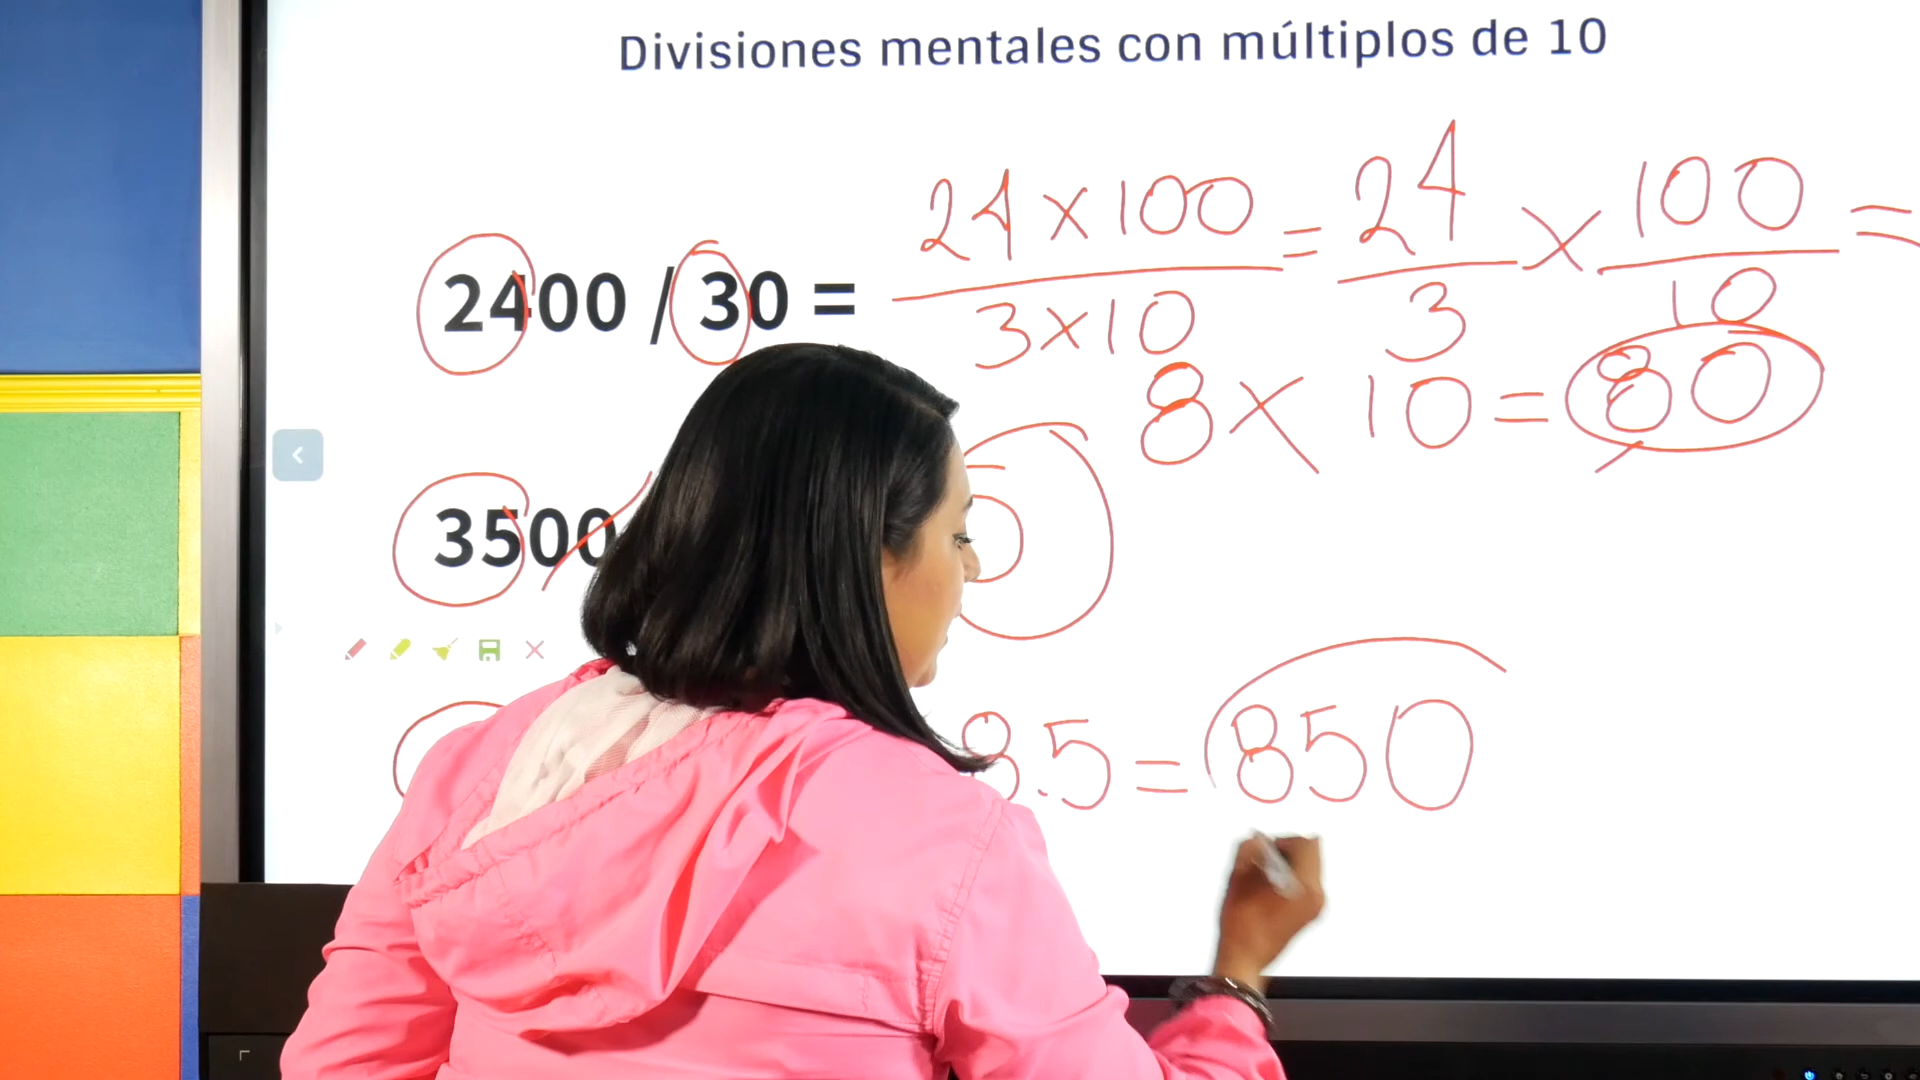 Divisiones mentales con múltiplos de 10
2400 / 30 =
24 x 100 = 24 x 100 =
3 x 10 3 10
8 x 10 = 80
3500
8.5 = 850